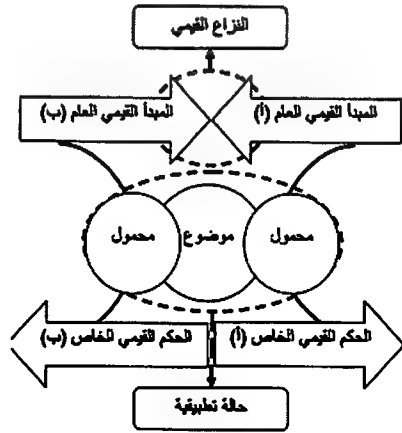 النزاع القيمي
المبدأ القيمي العام (أ)
المبدأ القيمي العام (ب)
محمول
موضوع
محمول
الحكم القيمي الخاص (أ)
الحكم القيمي الخاص (ب)
حالة تطبيقية